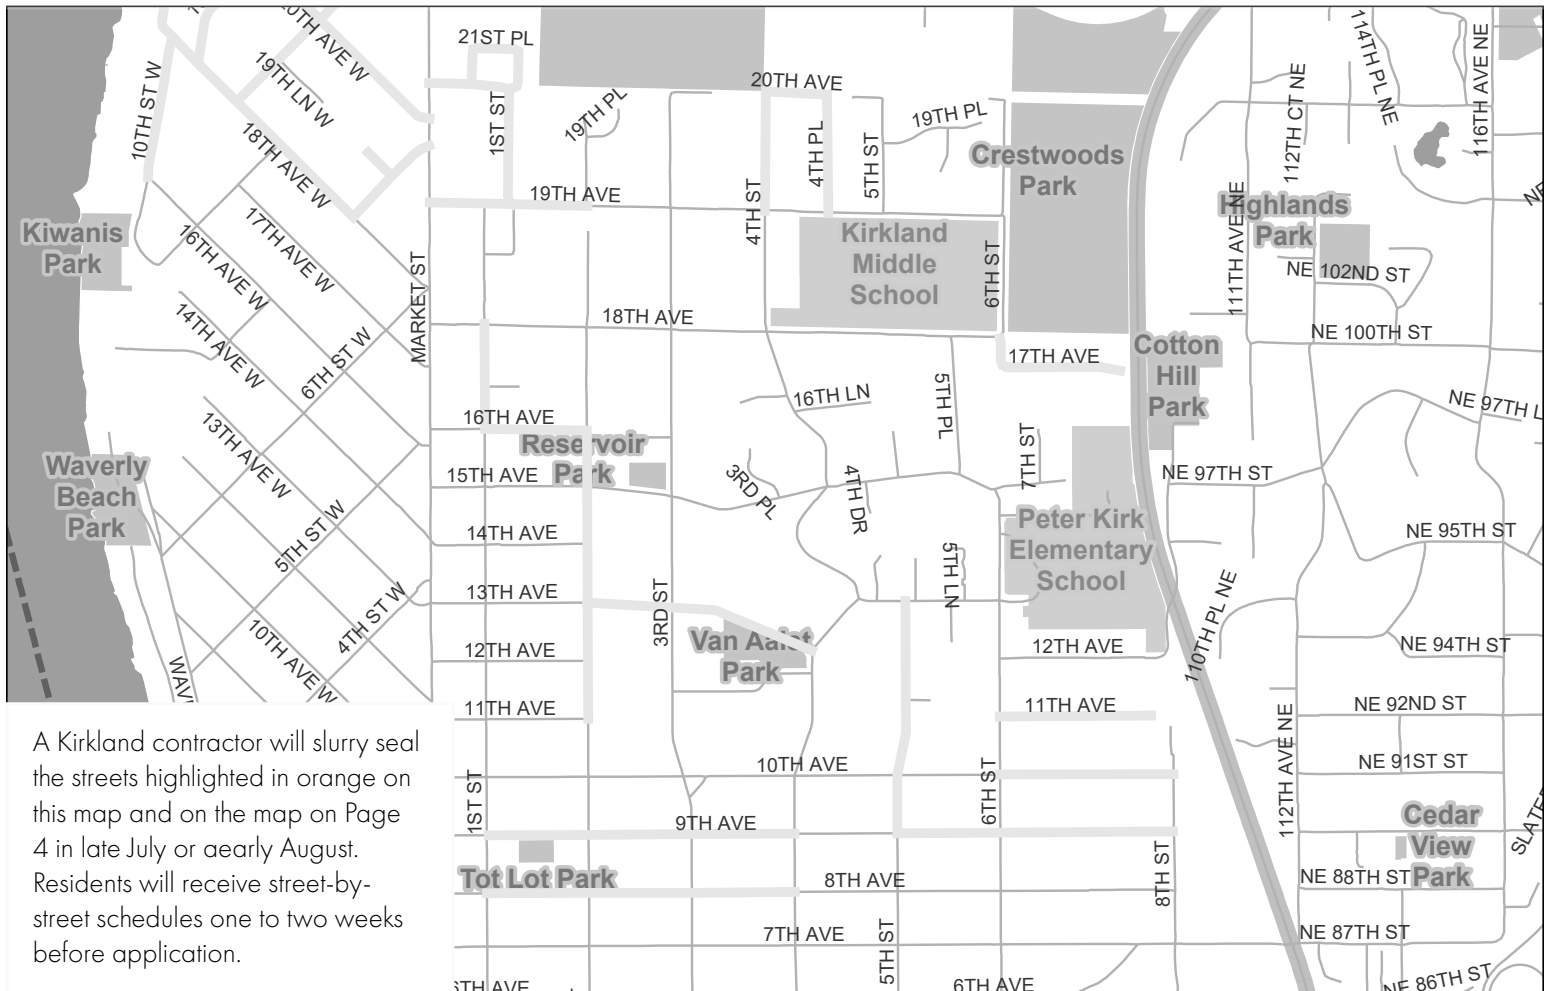 20TH AVE W
21ST PL
19TH LN W
10TH ST W
18TH AVE W
1ST ST
19TH PL
20TH AVE
4TH PL
5TH ST
19TH PL
Crestwoods
Park
114TH PL NE
112TH CT NE
116TH AVE NE
19TH AVE
4TH ST
Kiwanis
Park
17TH AVE W
16TH AVE W
MARKET ST
Kirkland
Middle
School
6TH ST
111TH AVE NE
Highlands
Park
NE 102ND ST
14TH AVE W
6TH ST W
18TH AVE
17TH AVE
Cotton
Hill
Park
NE 100TH ST
16TH LN
5TH PL
NE 97TH L
13TH AVE W
16TH AVE
Reservoir
Park
15TH AVE
7TH ST
NE 97TH ST
Waverly
Beach
Park
5TH ST W
3RD PL
4TH DR
14TH AVE
Peter Kirk
Elementary
School
NE 95TH ST
5TH LN
13TH AVE
3RD ST
4TH ST W
10TH AVE W
12TH AVE
Van Aalst
Park
12TH AVE
110TH PL NE
NE 94TH ST
11TH AVE
11TH AVE
NE 92ND ST
112TH AVE NE
10TH AVE
NE 91ST ST
1ST ST
6TH ST
9TH AVE
Cedar
View
Park
Tot Lot Park
8TH AVE
8TH ST
NE 88TH ST
7TH AVE
5TH ST
NE 87TH ST
6TH AVE
NE 86TH ST
A Kirkland contractor will slurry seal
the streets highlighted in orange on
this map and on the map on Page
4 in late July or aearly August.
Residents will receive street-by-
street schedules one to two weeks
before application.